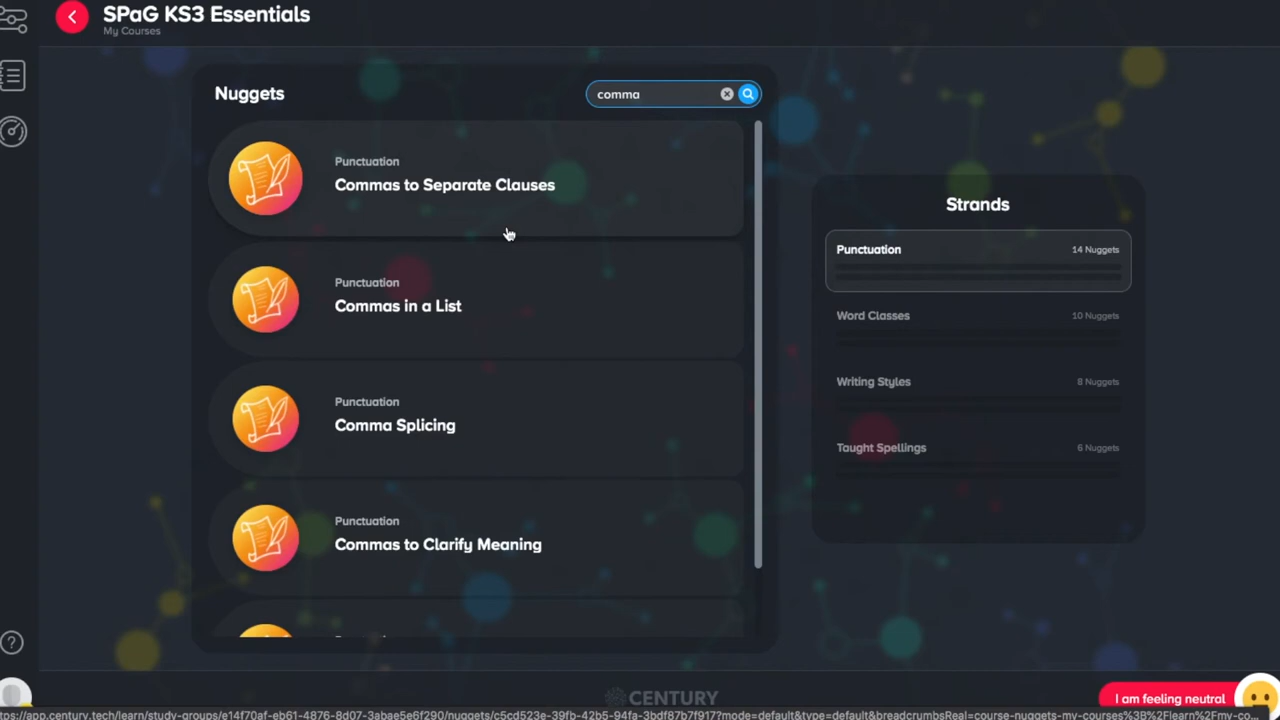 SPaG KS3 Essentials
My Courses
Nuggets
comma
Punctuation
Commas to Separate Clauses
Punctuation
Commas in a List
Punctuation
Comma Splicing
Punctuation
Commas to Clarify Meaning
Strands
Punctuation
14 Nuggets
Word Classes
10 Nuggets
Writing Styles
8 Nuggets
Taught Spellings
6 Nuggets
CENTURY
I am feeling neutral